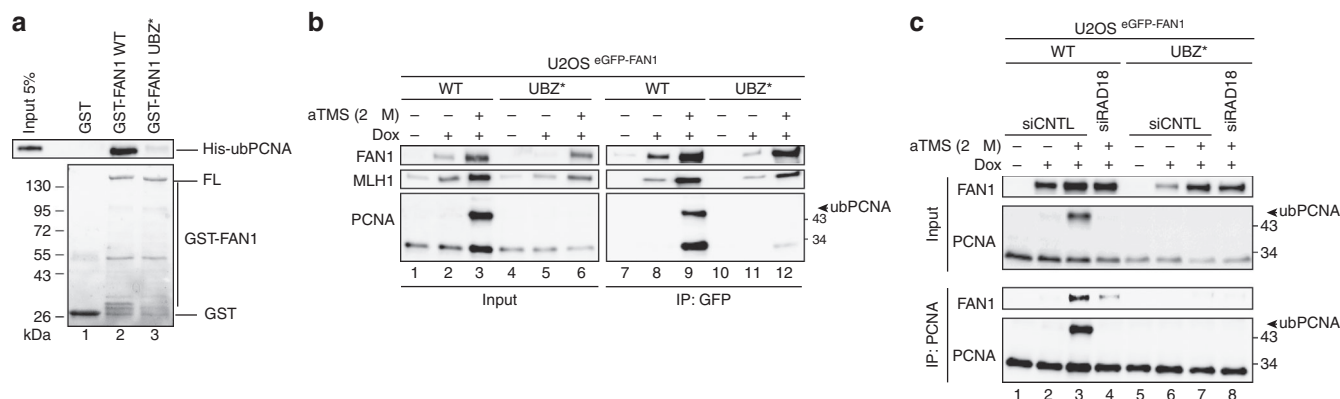 a
Input 5%
GST
GST-FAN1 WT
GST-FAN1 UBZ*
His-ubPCNA
FL
130
95
72
55
43
26
GST-FAN1
GST
kDa
1 2 3
b
U2OS eGFP-FAN1
WT UBZ* WT UBZ*
aTMS (2 M) – – + – – + – – + – – +
Dox – + + – + + – + + – + +
FAN1
MLH1
PCNA
ubPCNA
43
34
1 2 3 4 5 6 7 8 9 10 11 12
Input IP: GFP
c
U2OS eGFP-FAN1
WT UBZ*
siCNTL siRAD18 siCNTL siRAD18
aTMS (2 M) – – + + – – + +
Dox – + + + – + + +
Input
FAN1
PCNA
ubPCNA
43
34
IP: PCNA
FAN1
PCNA
ubPCNA
43
34
1 2 3 4 5 6 7 8